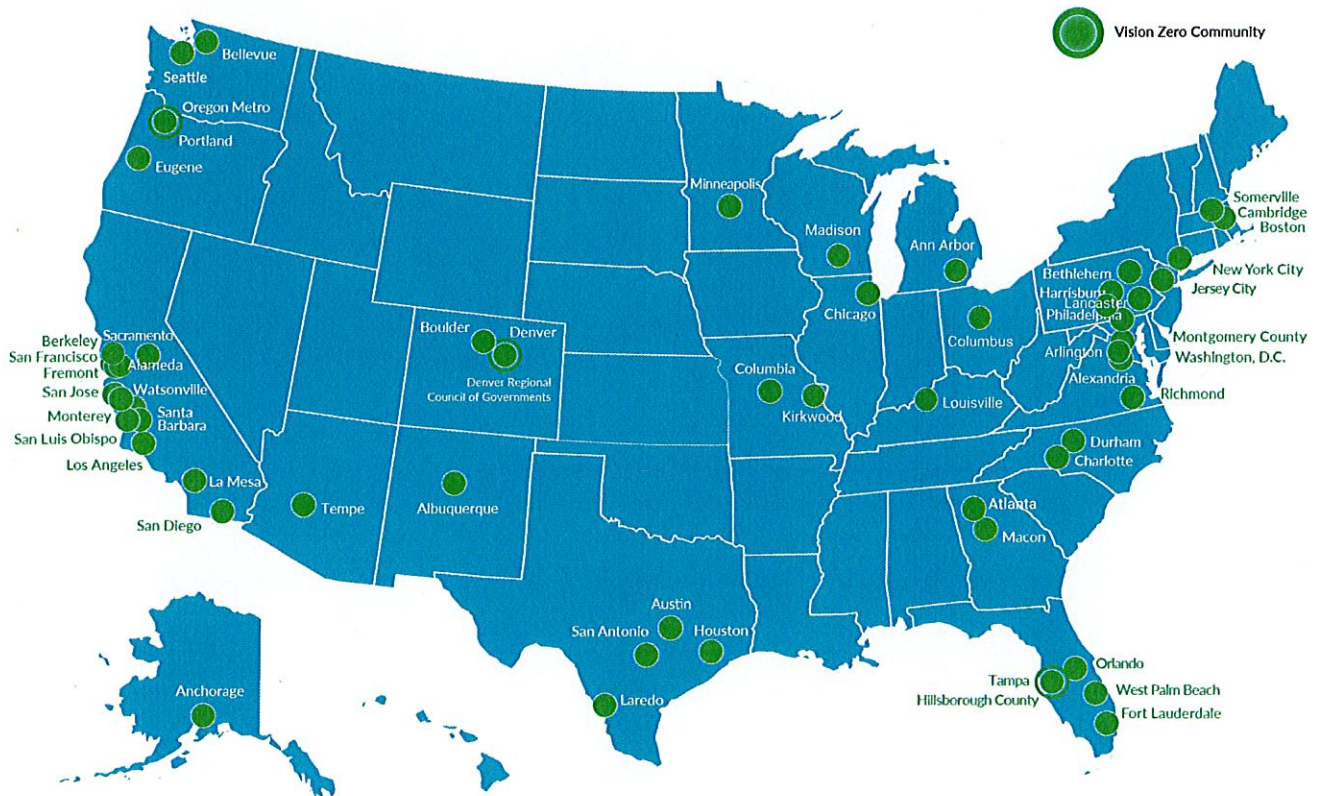 Vision Zero Community
Bellevue
Seattle
Oregon Metro
Portland
Eugene
Minneapolis
Madison
Ann Arbor
Chicago
Somerville
Cambridge
Boston
New York City
Jersey City
Bethlehem
Harrisburg
Lancaster
Philadelphia
Montgomery County
Washington, D.C.
Arlington
Alexandria
Richmond
Columbus
Louisville
Columbia
Kirkwood
Boulder
Denver
Denver Regional
Council of Governments
Sacramento
Berkeley
San Francisco
Alameda
Fremont
San Jose
Watsonville
Monterey
Santa
Barbara
San Luis Obispo
Los Angeles
La Mesa
San Diego
Tempe
Albuquerque
Durham
Charlotte
Atlanta
Macon
Austin
San Antonio
Houston
Laredo
Orlando
Tampa
Hillsborough County
West Palm Beach
Fort Lauderdale
Anchorage